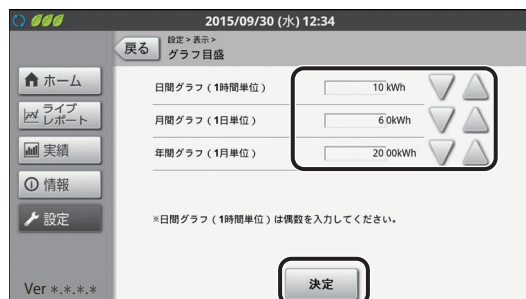 2015/09/30 (水) 12:34
戻る
設定 > 表示 >
グラフ目盛
ホーム
ライブ
レポート
実績
情報
設定
Ver *.*.*.*
日間グラフ (1時間単位) 10 kWh
月間グラフ (1日単位) 6 0kWh
年間グラフ (1月単位) 20 00kWh
※日間グラフ (1時間単位) は偶数を入力してください。
決定